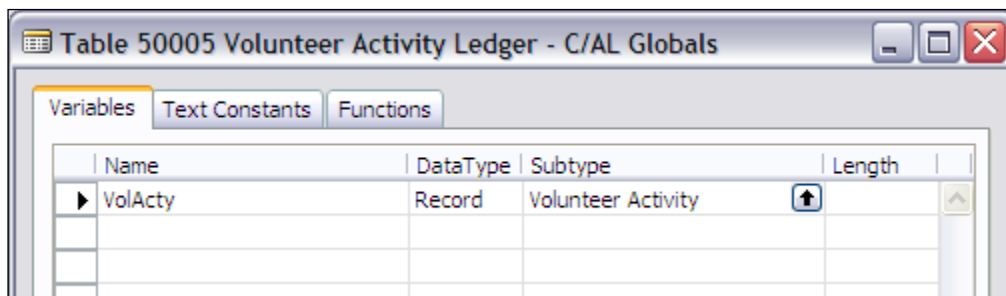 Table 50005 Volunteer Activity Ledger - C/AL Globals
Variables Text Constants Functions
Name DataType Subtype Length
VolActy Record Volunteer Activity